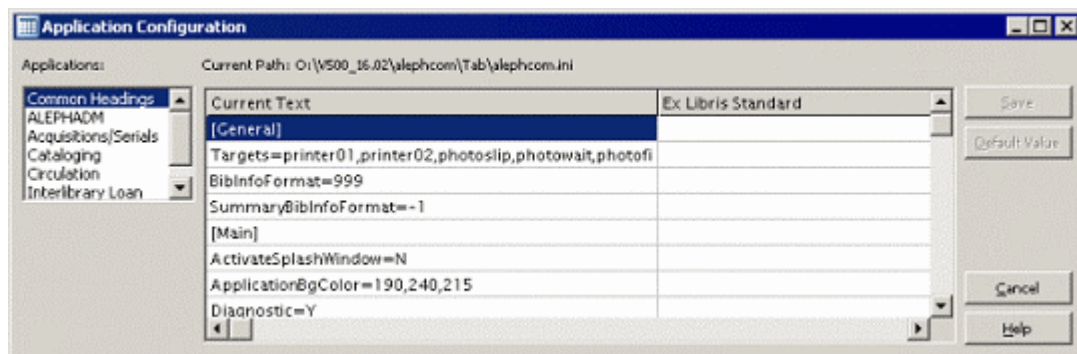 Application Configuration
Applications:
Current Path: O:\V500_16.02\alephcom\Tab\alephcom.ini
Common Headings
ALEPHADM
Acquisitions/Serials
Cataloging
Circulation
Interlibrary Loan
Current Text
Ex Libris Standard
[General]
Targets=printer01,printer02,photoslip,photowait,photofi
BibInfoFormat=999
SummaryBibInfoFormat=-1
[Main]
ActivateSplashWindow=N
ApplicationBgColor=190,240,215
Diagnostic=Y
Save
Default Value
Cancel
Help